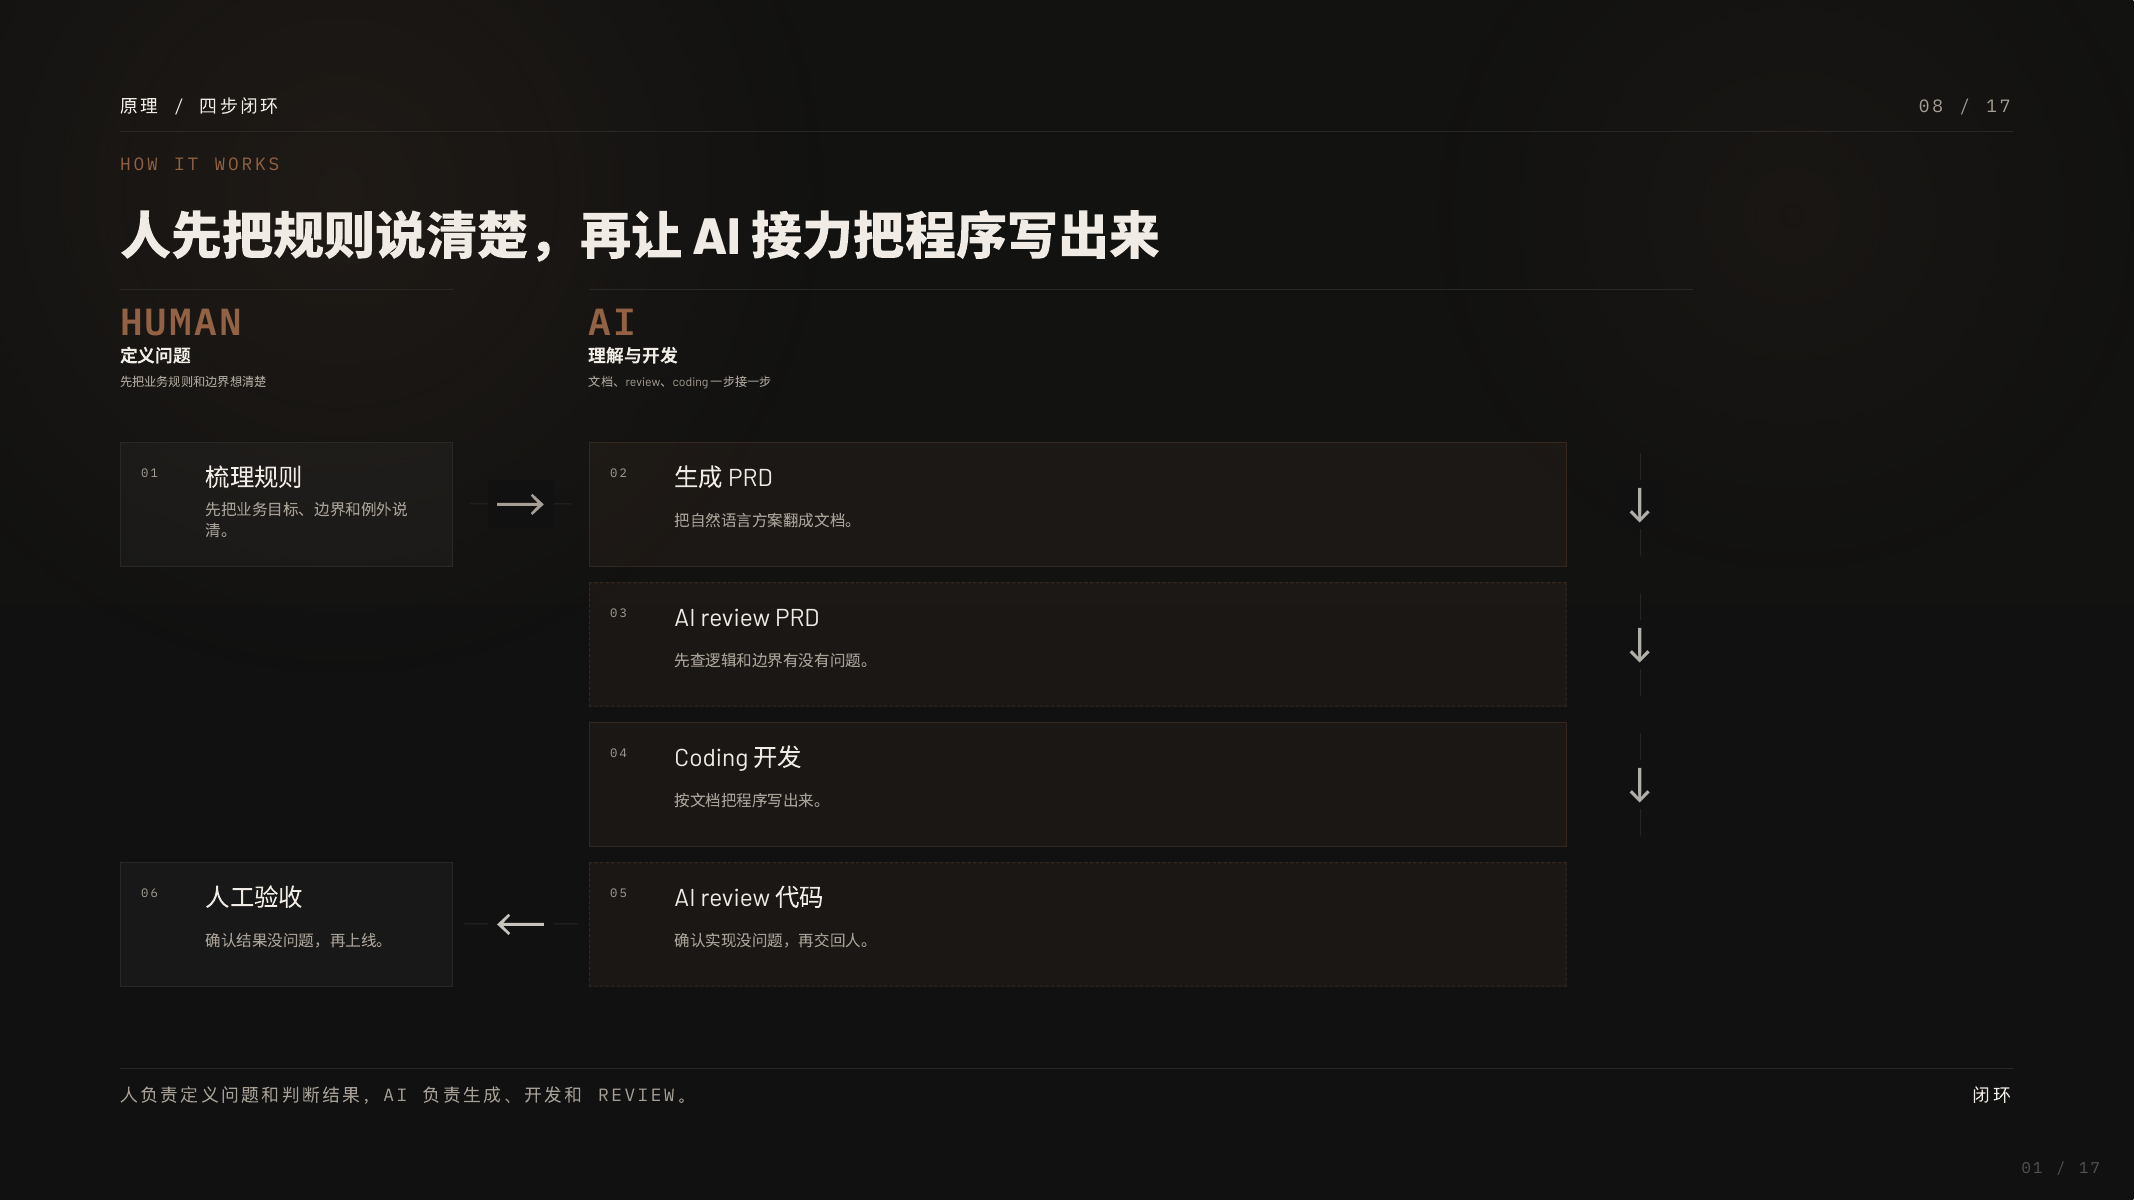 原理 / 四步闭环
08 / 17
HOW IT WORKS
人先把规则说清楚，再让 AI 接力把程序写出来
HUMAN
定义问题
先把业务规则和边界想清楚
AI
理解与开发
文档、review、coding 一步接一步
01
梳理规则
先把业务目标、边界和例外说
清。
02
生成 PRD
把自然语言方案翻成文档。
03
AI review PRD
先查逻辑和边界有没有问题。
04
Coding 开发
按文档把程序写出来。
06
人工验收
确认结果没问题，再上线。
05
AI review 代码
确认实现没问题，再交回人。
人负责定义问题和判断结果，AI 负责生成、开发和 REVIEW。
闭环
01 / 17